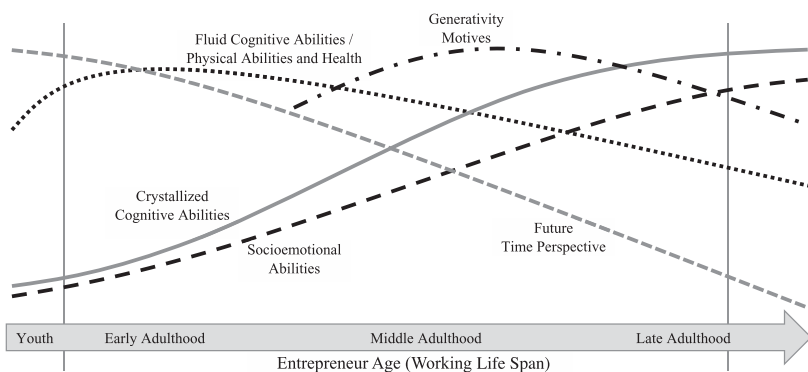 Generativity
Motives
Fluid Cognitive Abilities /
Physical Abilities and Health
Crystallized
Cognitive Abilities
Socioemotional
Abilities
Future
Time Perspective
Youth
Early Adulthood
Middle Adulthood
Late Adulthood
Entrepreneur Age (Working Life Span)